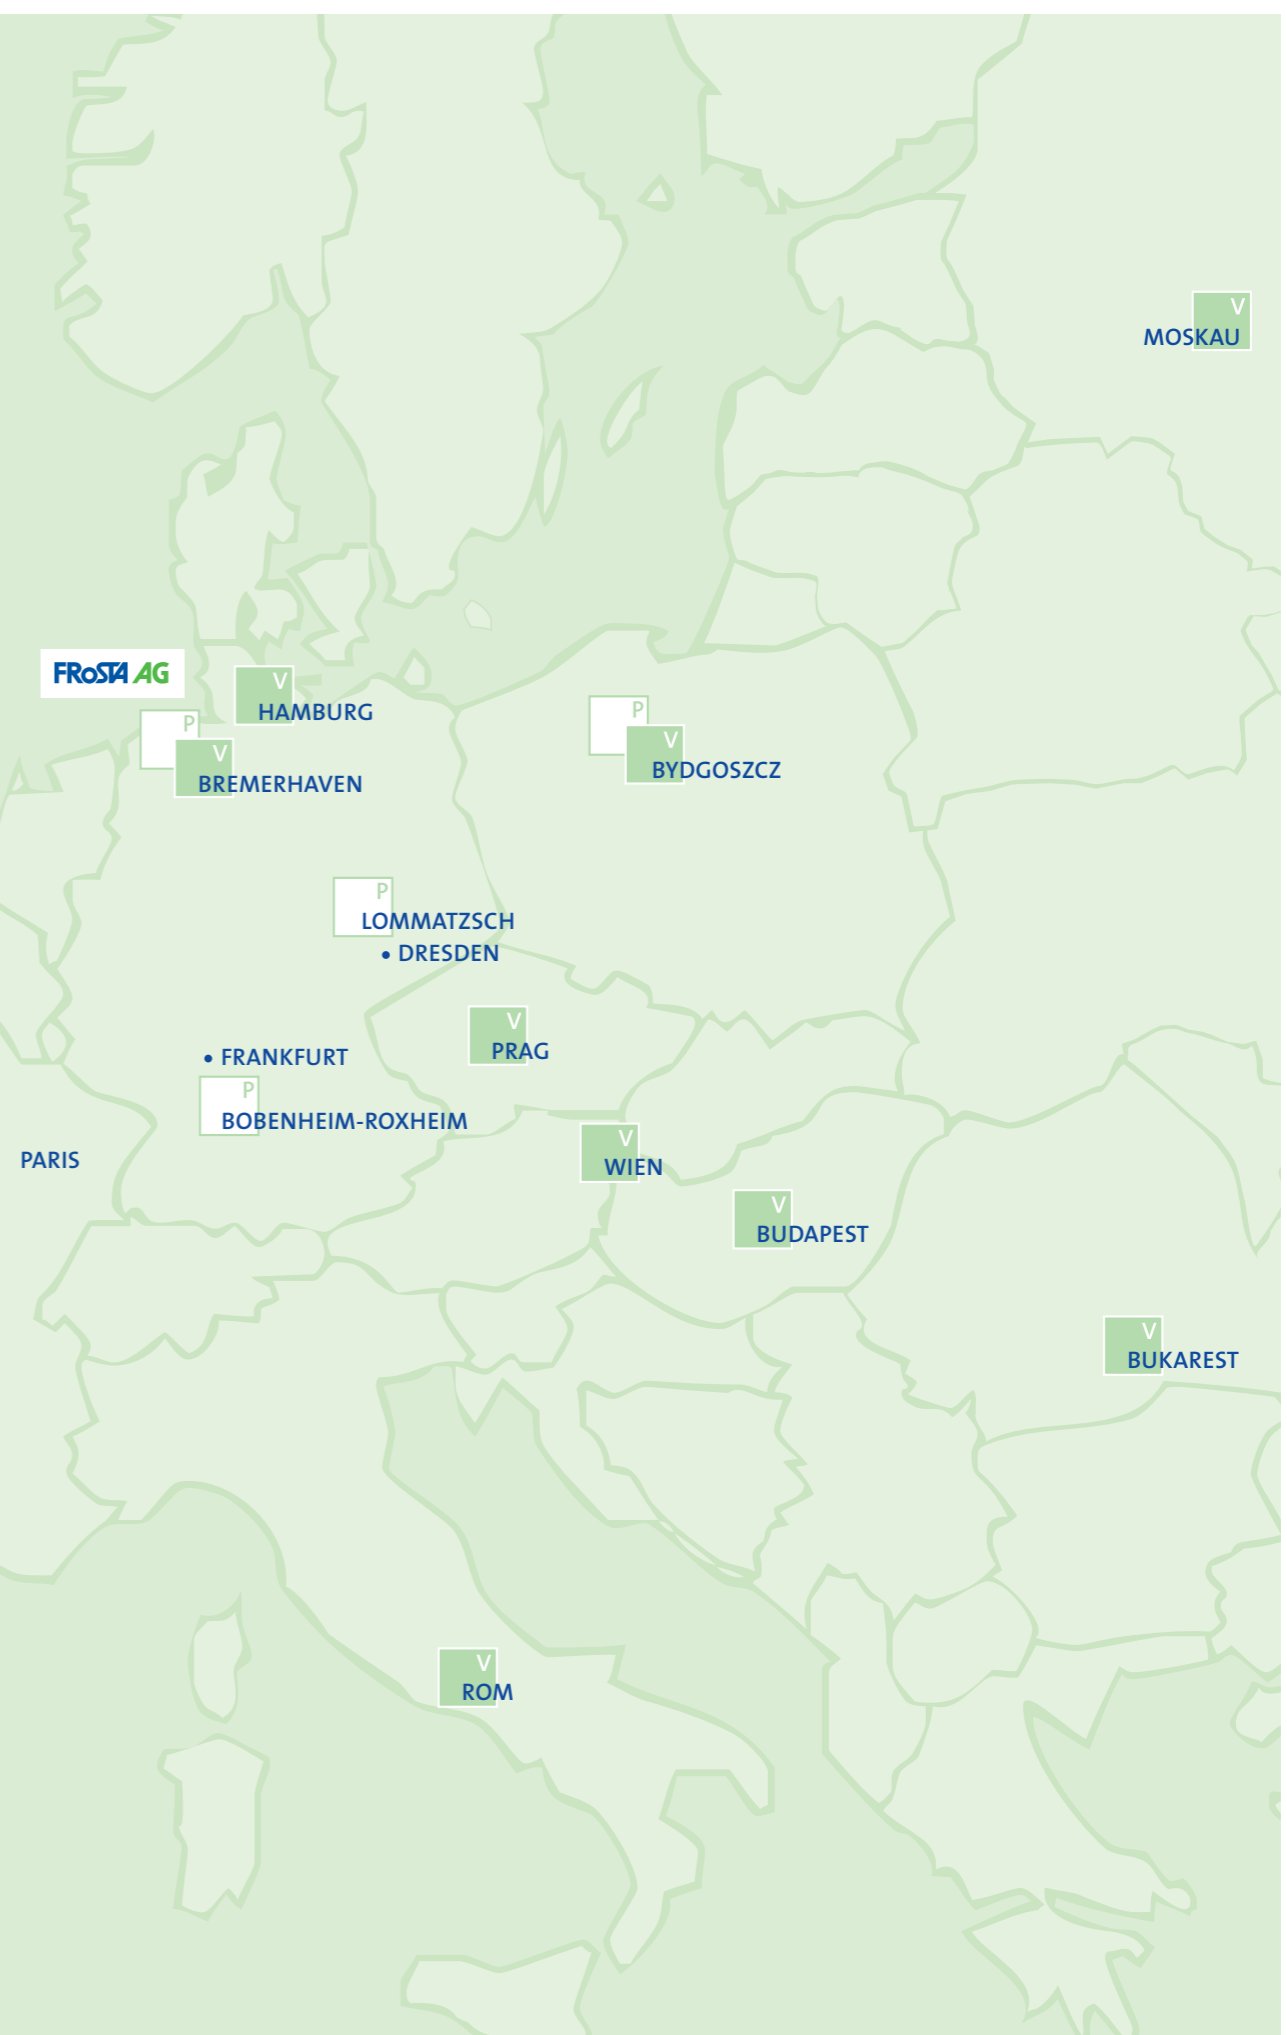 V
MOSKAU
FRoSTA AG
V
HAMBURG
P
V
BREMERHAVEN
P
V
BYDGOSZCZ
P
LOMMATZSCH
• DRESDEN
V
PRAG
• FRANKFURT
P
BOBENHEIM-ROXHEIM
PARIS
V
WIEN
V
BUDAPEST
V
BUKAREST
V
ROM